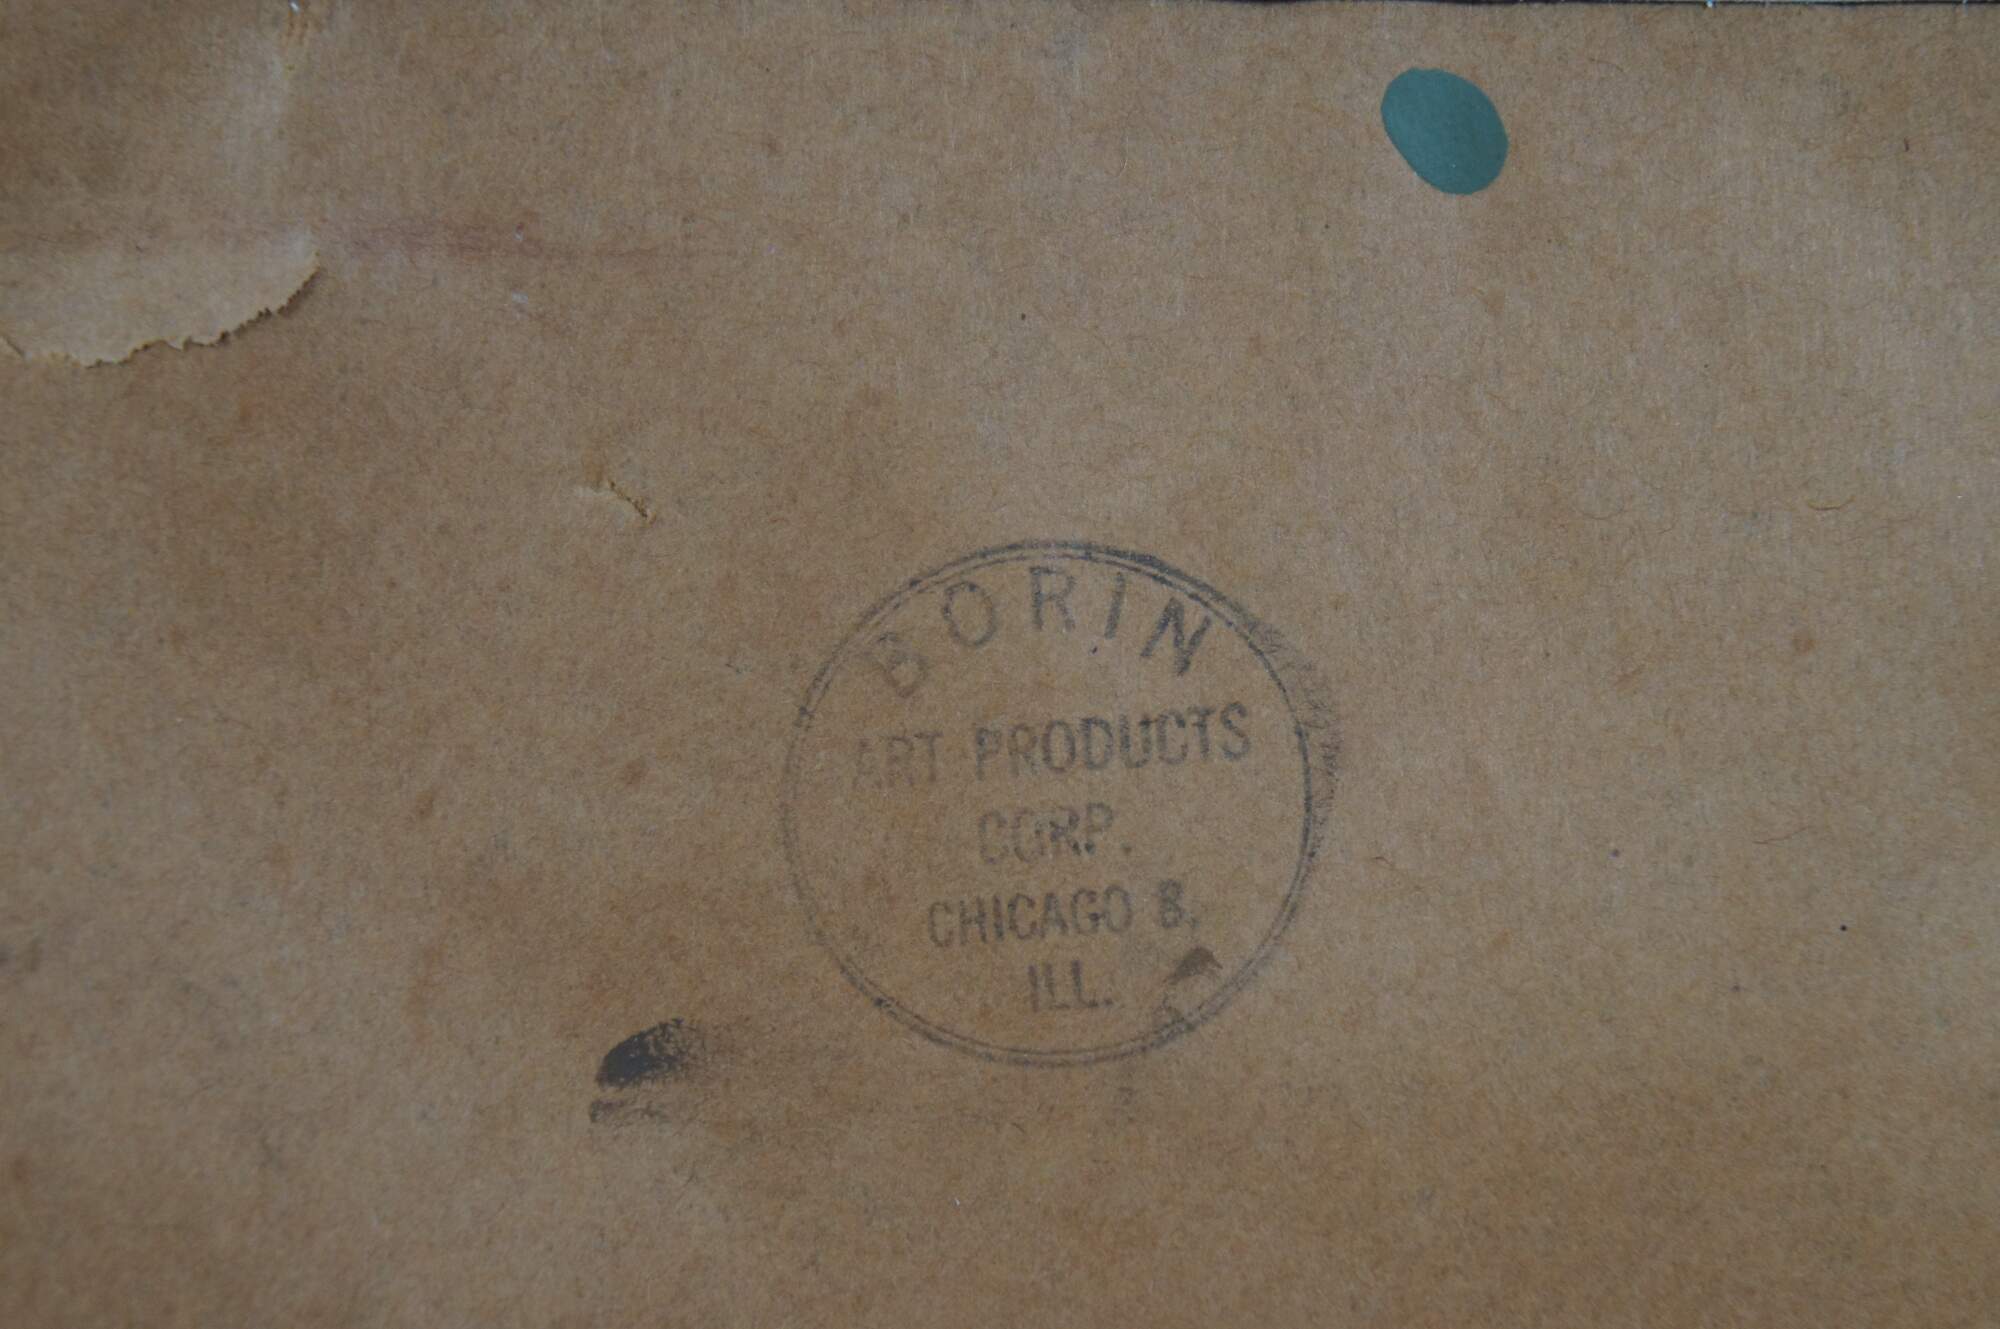 BORIN
ART PRODUCTS
CORP.
CHICAGO 8,
ILL.